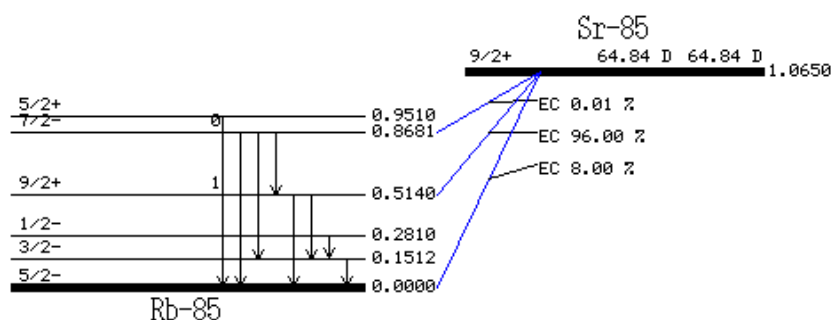 Sr-85
9/2+ 64.84 D 64.84 D
1.0650
5/2+ 0.9510
7/2- 0 0.8681
EC 0.01 %
EC 96.00 %
EC 8.00 %
9/2+ 1 0.5140
1/2- 0.2810
3/2- 0.1512
5/2- 0.0000
Rb-85